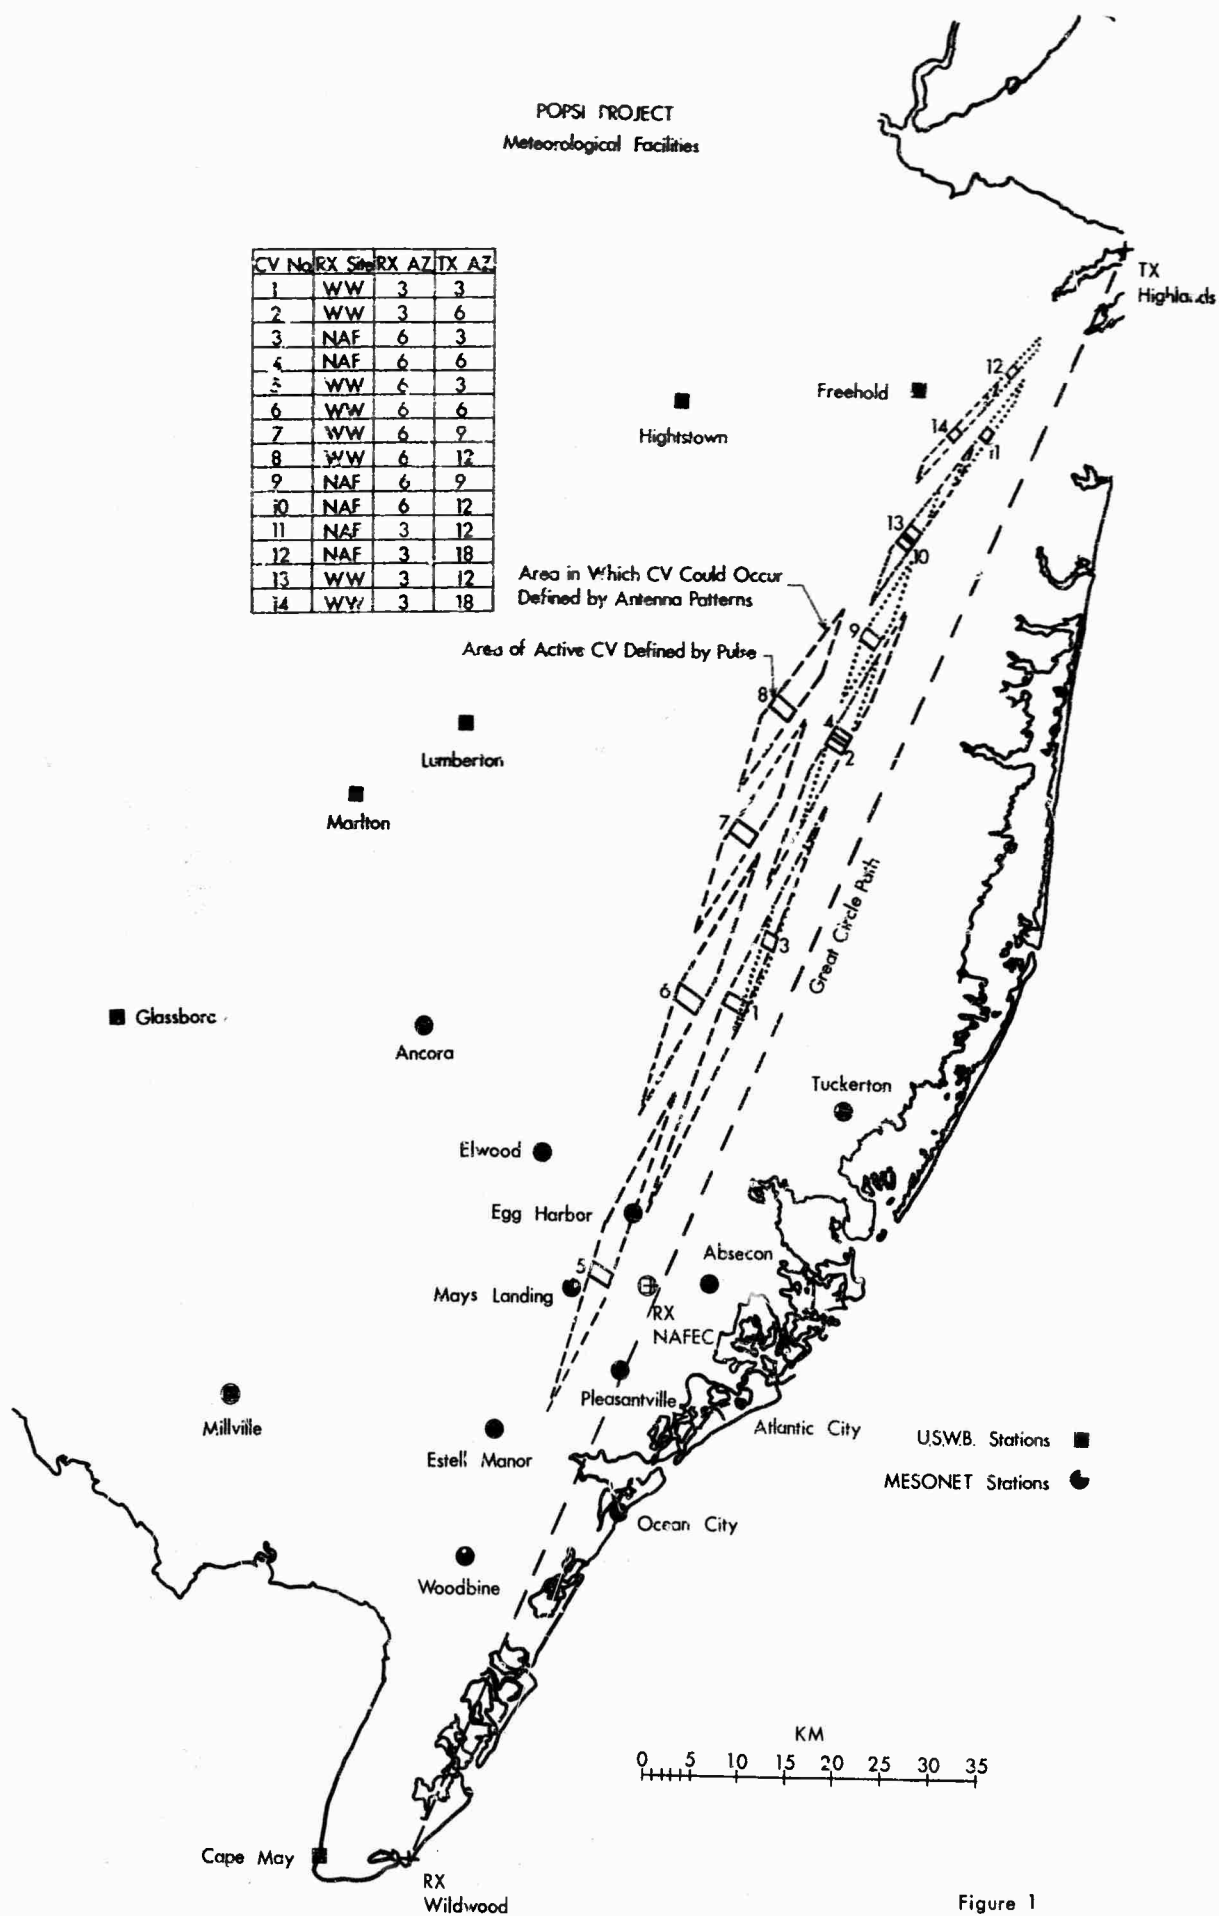 POPSI PROJECT
Meteorological Facilities
CV No RX Site RX AZ TX AZ
1 WW 3 3
2 WW 3 6
3 NAF 6 3
4 NAF 6 6
5 WW 6 3
6 WW 6 6
7 WW 6 9
8 WW 6 12
9 NAF 6 9
10 NAF 6 12
11 NAF 3 12
12 NAF 3 18
13 WW 3 12
14 WW 3 18
TX
Highlands
12
Freehold
Hightstown
14
11
13
10
Area in Which CV Could Occur
Defined by Antenna Patterns
9
Area of Active CV Defined by Pulse
8
4
2
Lumberton
Marlton
7
Great Circle Path
3
6
1
Glassboro
Ancora
Tuckerton
Elwood
Egg Harbor
Absecon
5
Mays Landing
RX
NAFEC
Pleasantville
Millville
Atlantic City
Estell Manor
U.S.W.B. Stations
MESONET Stations
Ocean City
Woodbine
KM
0 5 10 15 20 25 30 35
Cape May
RX
Wildwood
Figure 1